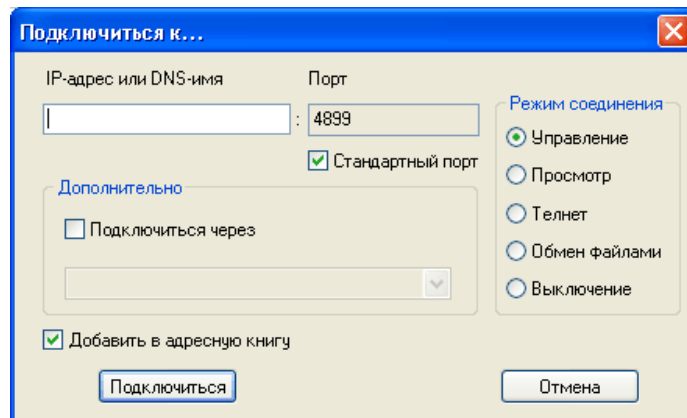 Подключиться к...
IP-адрес или DNS-имя
Порт
:
4899
Стандартный порт
Дополнительно
Подключиться через
Добавить в адресную книгу
Режим соединения
Управление
Просмотр
Телнет
Обмен файлами
Выключение
Подключиться
Отмена